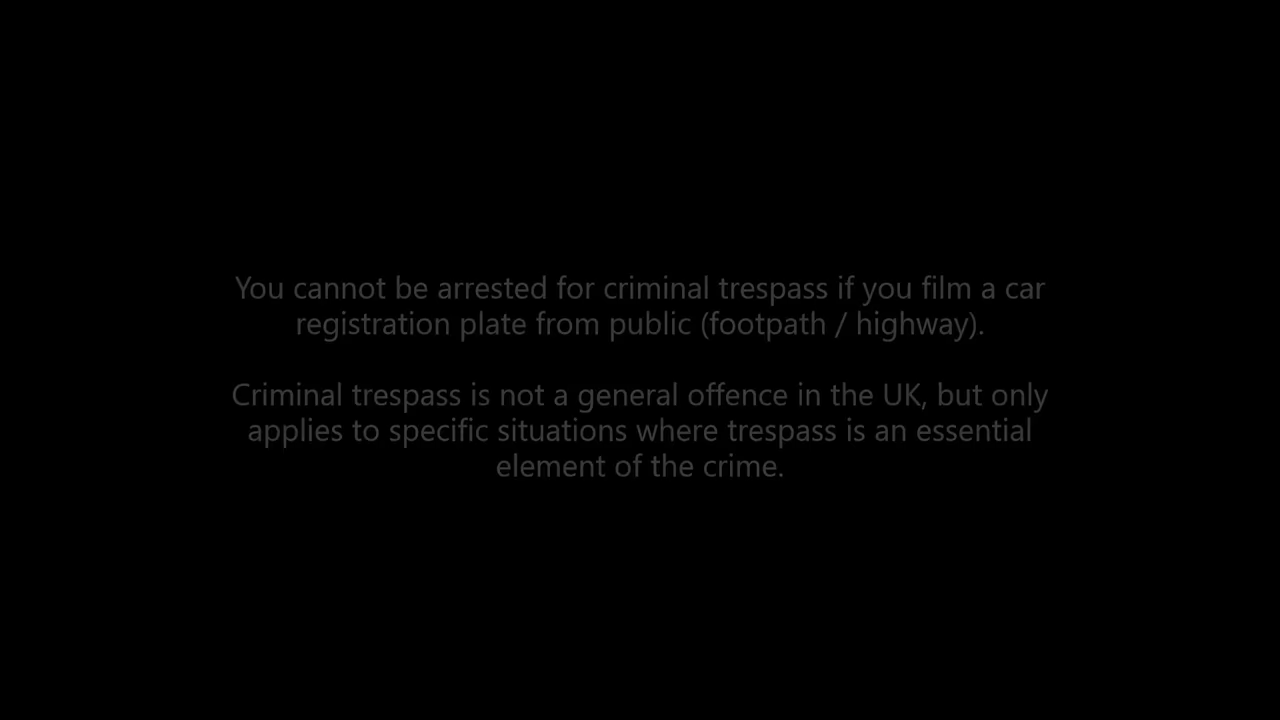 You cannot be arrested for criminal trespass if you film a car
registration plate from public (footpath / highway).
Criminal trespass is not a general offence in the UK, but only
applies to specific situations where trespass is an essential
element of the crime.